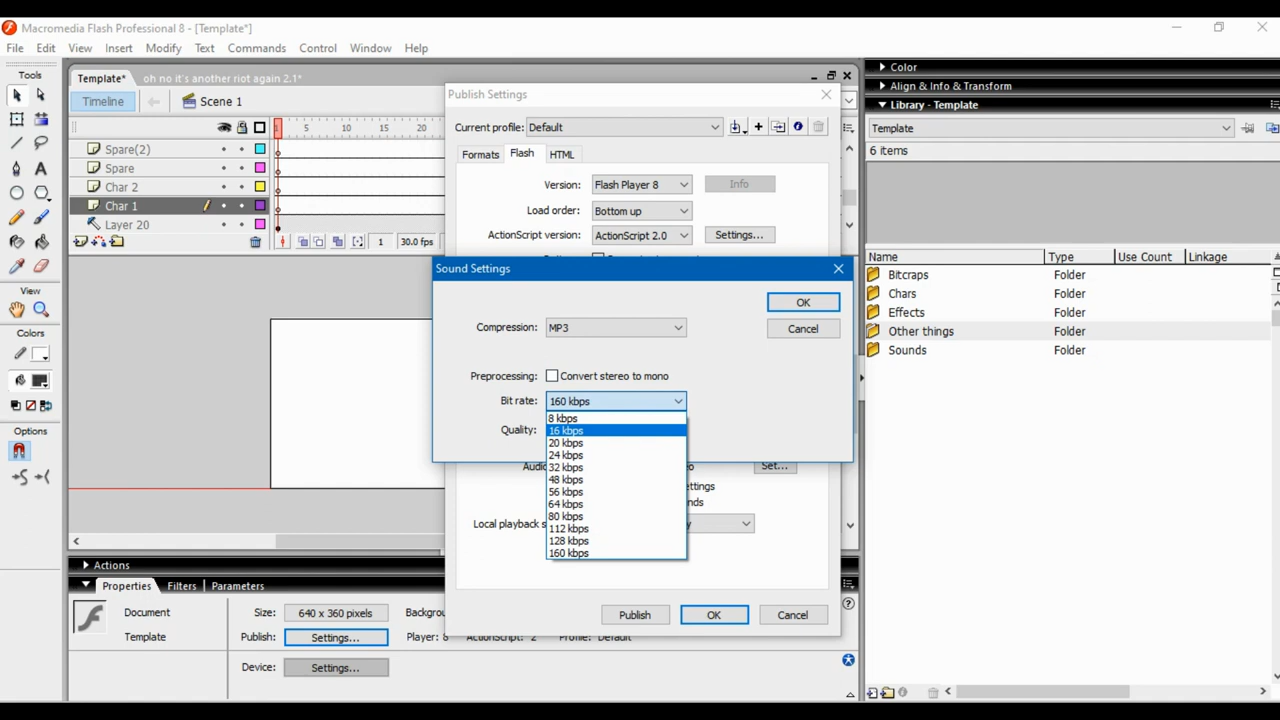 Macromedia Flash Professional 8 - [Template*]
File Edit View Insert Modify Text Commands Control Window Help
Tools
View
Colors
Options
Template* oh no it's another riot again 2.1*
Timeline Scene 1
1 5 10 15 20
Spare(2)
Spare
Char 2
Char 1
Layer 20
1 30.0 fps
Publish Settings
Current profile: Default
Formats Flash HTML
Version: Flash Player 8 Info
Load order: Bottom up
ActionScript version: ActionScript 2.0 Settings...
Sound Settings
OK
Compression: MP3 Cancel
Preprocessing: Convert stereo to mono
Bit rate: 160 kbps
Quality:
8 kbps
16 kbps
20 kbps
24 kbps
32 kbps
48 kbps
56 kbps
64 kbps
80 kbps
112 kbps
128 kbps
160 kbps
Set...
Local playback s
Publish OK Cancel
Color
Align & Info & Transform
Library - Template
Template
6 items
Name Type Use Count Linkage
Bitcraps Folder
Chars Folder
Effects Folder
Other things Folder
Sounds Folder
Actions
Properties Filters Parameters
Document Size: 640 x 360 pixels Backgrou
Template Publish: Settings... Player: 8 ActionScript: 2 Profile: Default
Device: Settings...